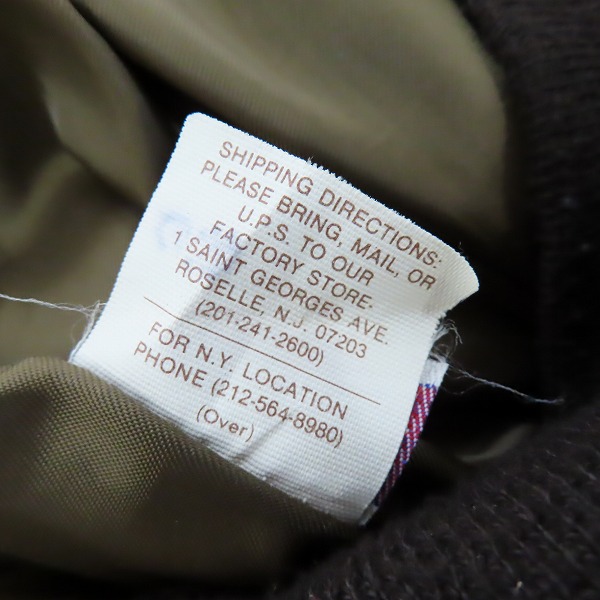 SHIPPING DIRECTIONS:
PLEASE BRING, MAIL, OR
U.P.S. TO OUR
FACTORY STORE.
1 SAINT GEORGES AVE.
ROSELLE, N.J. 07203
(201-241-2600)
FOR N.Y. LOCATION
PHONE (212-564-8980)
(Over)